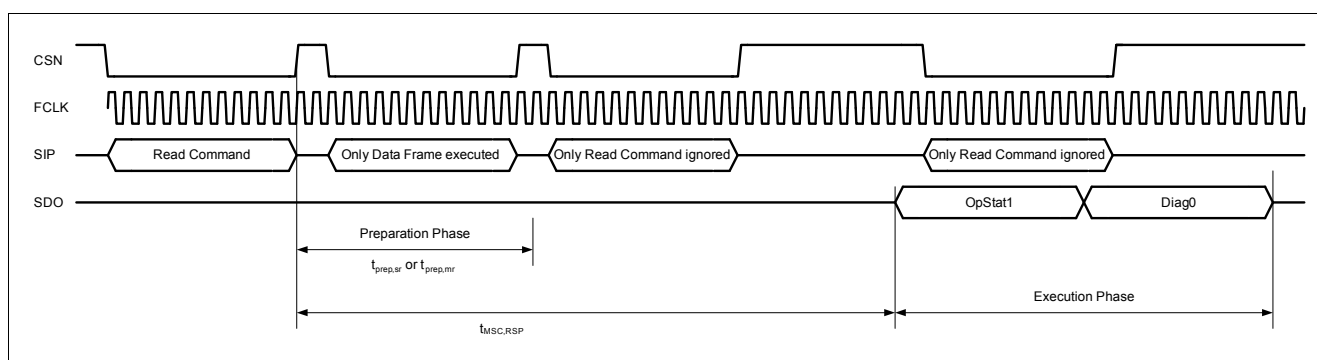 CSN
FCLK
SIP
Read Command
Only Data Frame executed
Only Read Command ignored
Only Read Command ignored
SDO
OpStat1
Diag0
Preparation Phase
tprep,sr or tprep,mr
Execution Phase
tMSC,RSP